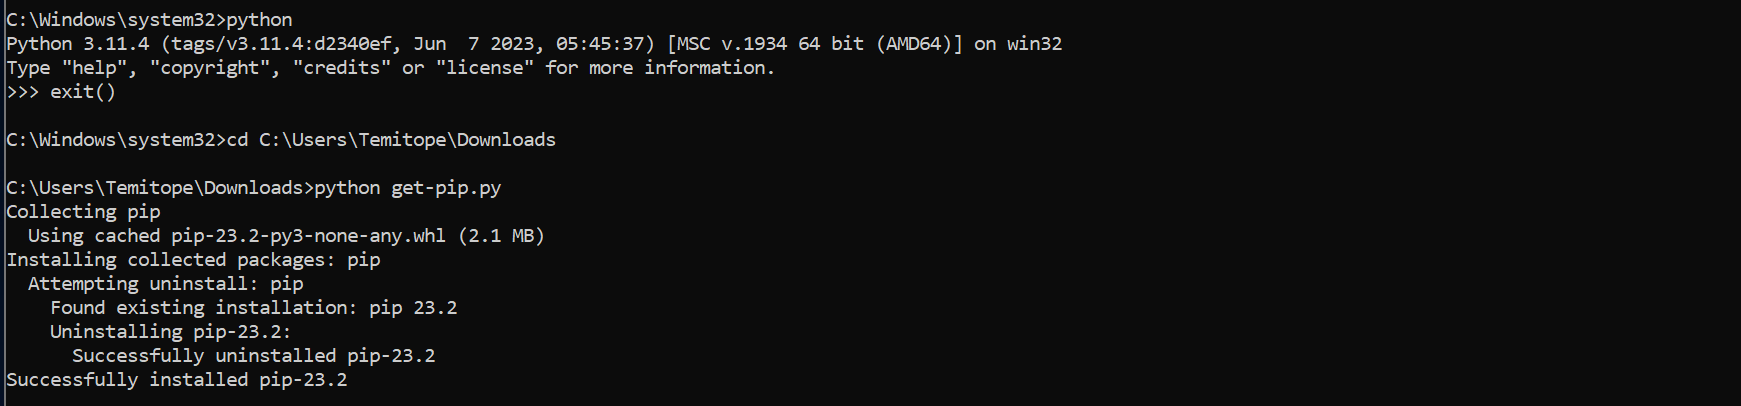 C:\Windows\system32>python
Python 3.11.4 (tags/v3.11.4:d2340ef, Jun  7 2023, 05:45:37) [MSC v.1934 64 bit (AMD64)] on win32
Type "help", "copyright", "credits" or "license" for more information.
>>> exit()
C:\Windows\system32>cd C:\Users\Temitope\Downloads
C:\Users\Temitope\Downloads>python get-pip.py
Collecting pip
  Using cached pip-23.2-py3-none-any.whl (2.1 MB)
Installing collected packages: pip
  Attempting uninstall: pip
    Found existing installation: pip 23.2
    Uninstalling pip-23.2:
      Successfully uninstalled pip-23.2
Successfully installed pip-23.2